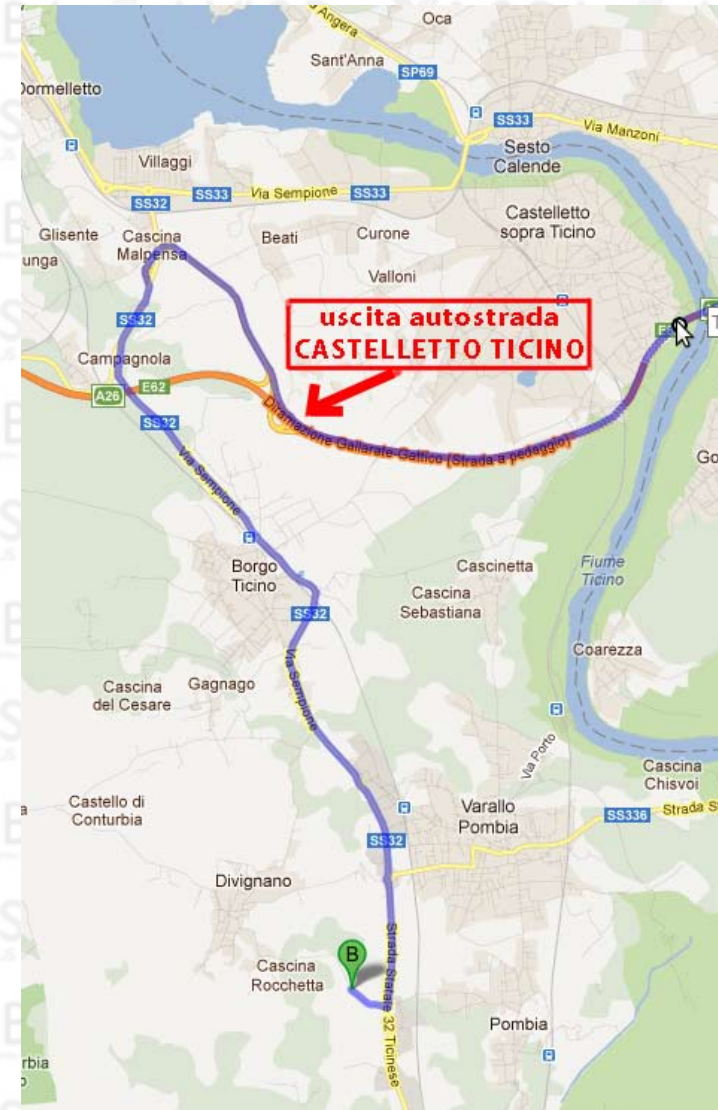 Angera
Oca
Sant'Anna
SP69
Dormelletto
SS33
Via Manzoni
Sesto
Calende
Villaggi
SS33
Via Sempione
SS33
SS32
Castelletto
sopra Ticino
Glisente
Cascina
Malpensa
Beati
Curone
unga
Valloni
SS32
uscita autostrada
CASTELLETTO TICINO
Campagnola
A26
E62
SS32
Diramazione Gallarate-Gattico (Strada a pedaggio)
Go
Via Sempione
Borgo
Ticino
Cascinetta
Fiume
Ticino
Cascina
Sebastiana
SS32
Coarezza
Via Sempione
Cascina
del Cesare
Gagnago
Via Porto
Cascina
Chisvoi
Castello di
Conturbia
Varallo
Pombia
SS336
Strada S
SS32
Divignano
Strada Statale 32 Ticinese
B
Cascina
Rocchetta
Pombia
rbia